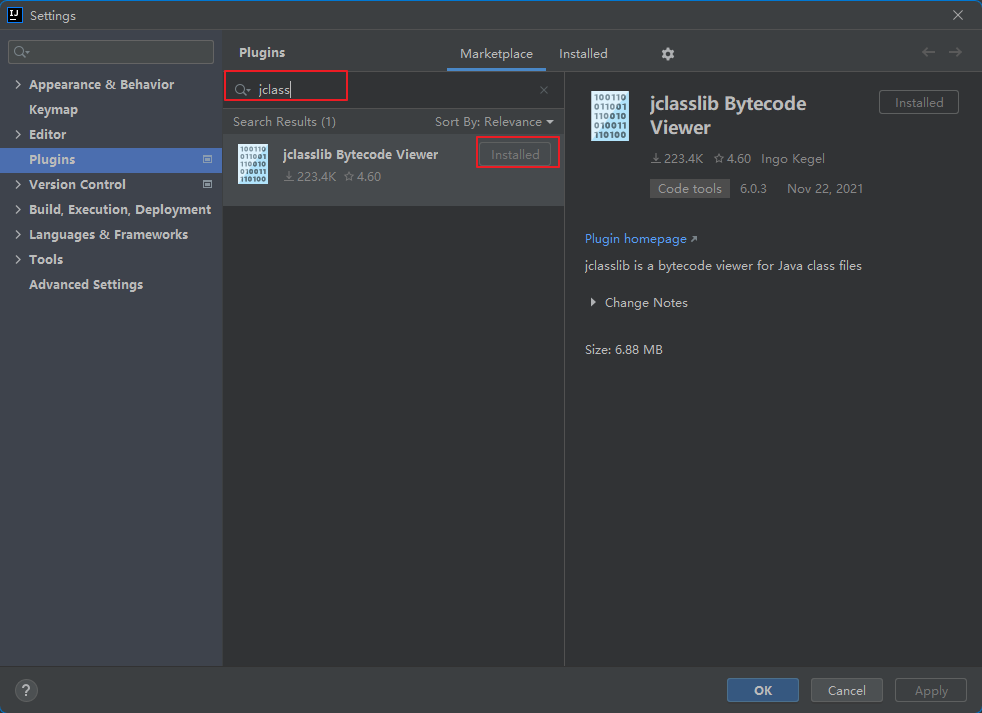 IJ Settings
Appearance & Behavior
Keymap
Editor
Plugins
Version Control
Build, Execution, Deployment
Languages & Frameworks
Tools
Advanced Settings
Plugins
Marketplace
Installed
jclass
Search Results (1)
Sort By: Relevance
jclasslib Bytecode Viewer
223.4K 4.60
Installed
jclasslib Bytecode
Viewer
Installed
223.4K 4.60 Ingo Kegel
Code tools 6.0.3 Nov 22, 2021
Plugin homepage
jclasslib is a bytecode viewer for Java class files
Change Notes
Size: 6.88 MB
?
OK
Cancel
Apply